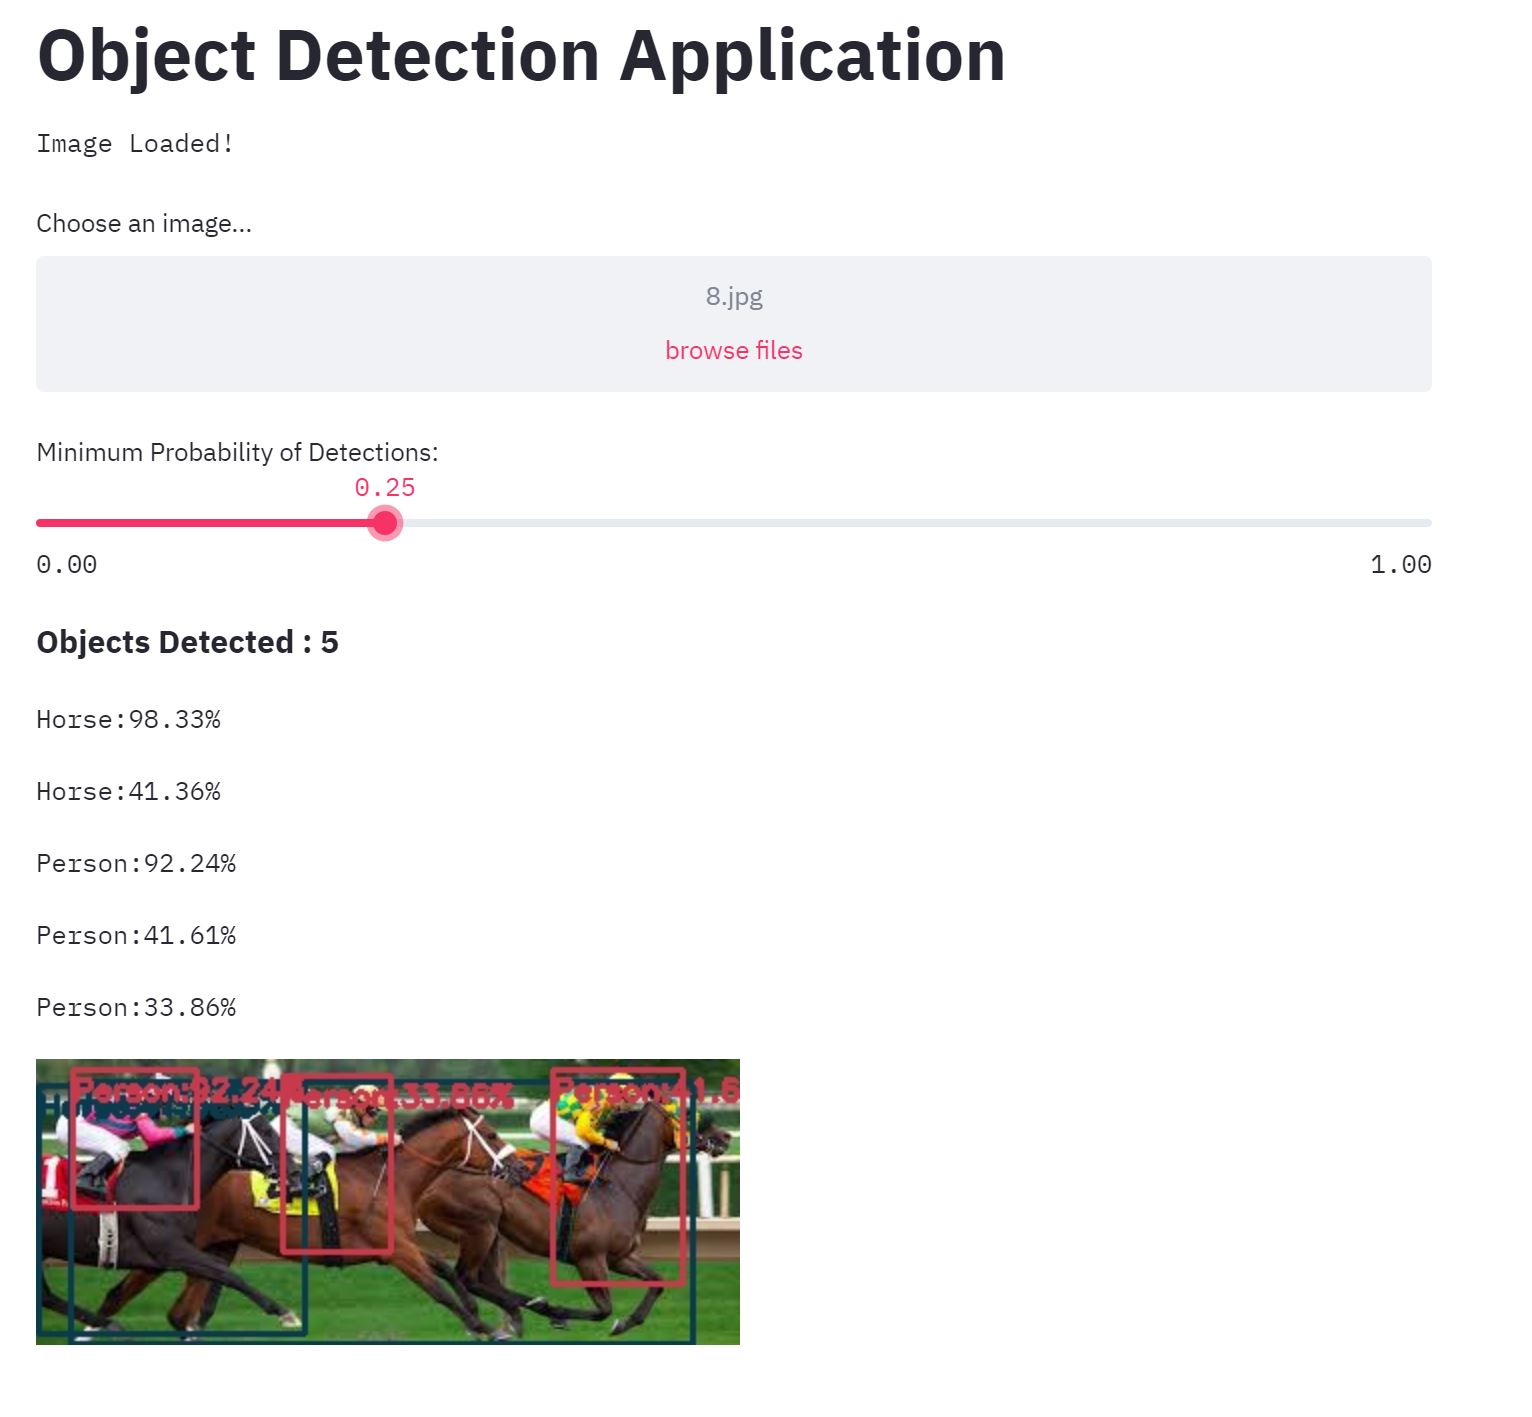 Object Detection Application
Image Loaded!
Choose an image...
8.jpg
browse files
Minimum Probability of Detections:
0.25
0.00 1.00
Objects Detected : 5
Horse:98.33%
Horse:41.36%
Person:92.24%
Person:41.61%
Person:33.86%
Person:92.24% Person:33.86% Person:41.6
1